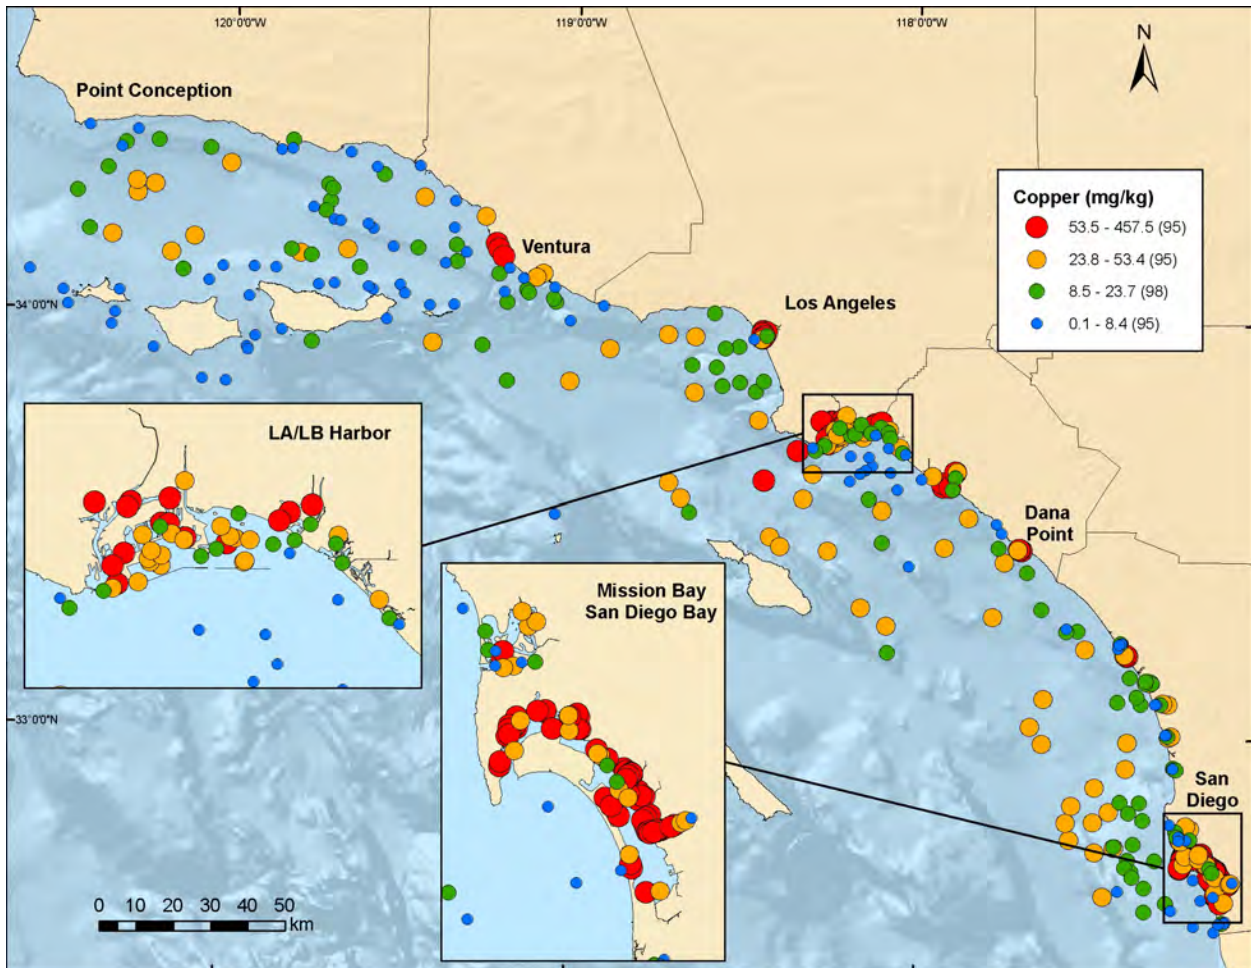 120°0'0"W
119°0'0"W
118°0'0"W
N
Point Conception
Copper (mg/kg)
53.5 - 457.5 (95)
23.8 - 53.4 (95)
8.5 - 23.7 (98)
0.1 - 8.4 (95)
Ventura
34°0'0"N
Los Angeles
LA/LB Harbor
Dana
Point
Mission Bay
San Diego Bay
33°0'0"N
San
Diego
0 10 20 30 40 50
km